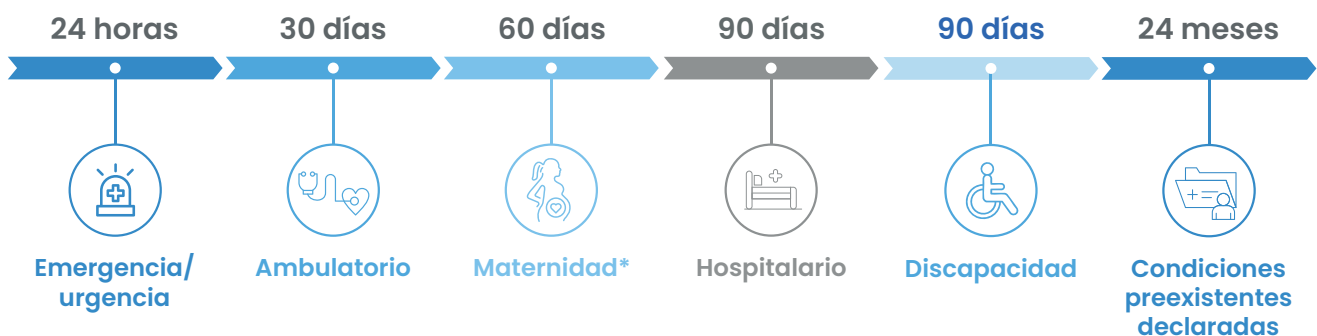 24 horas
30 días
60 días
90 días
90 días
24 meses
Emergencia/
urgencia
Ambulatorio
Maternidad*
Hospitalario
Discapacidad
Condiciones
preexistentes
declaradas